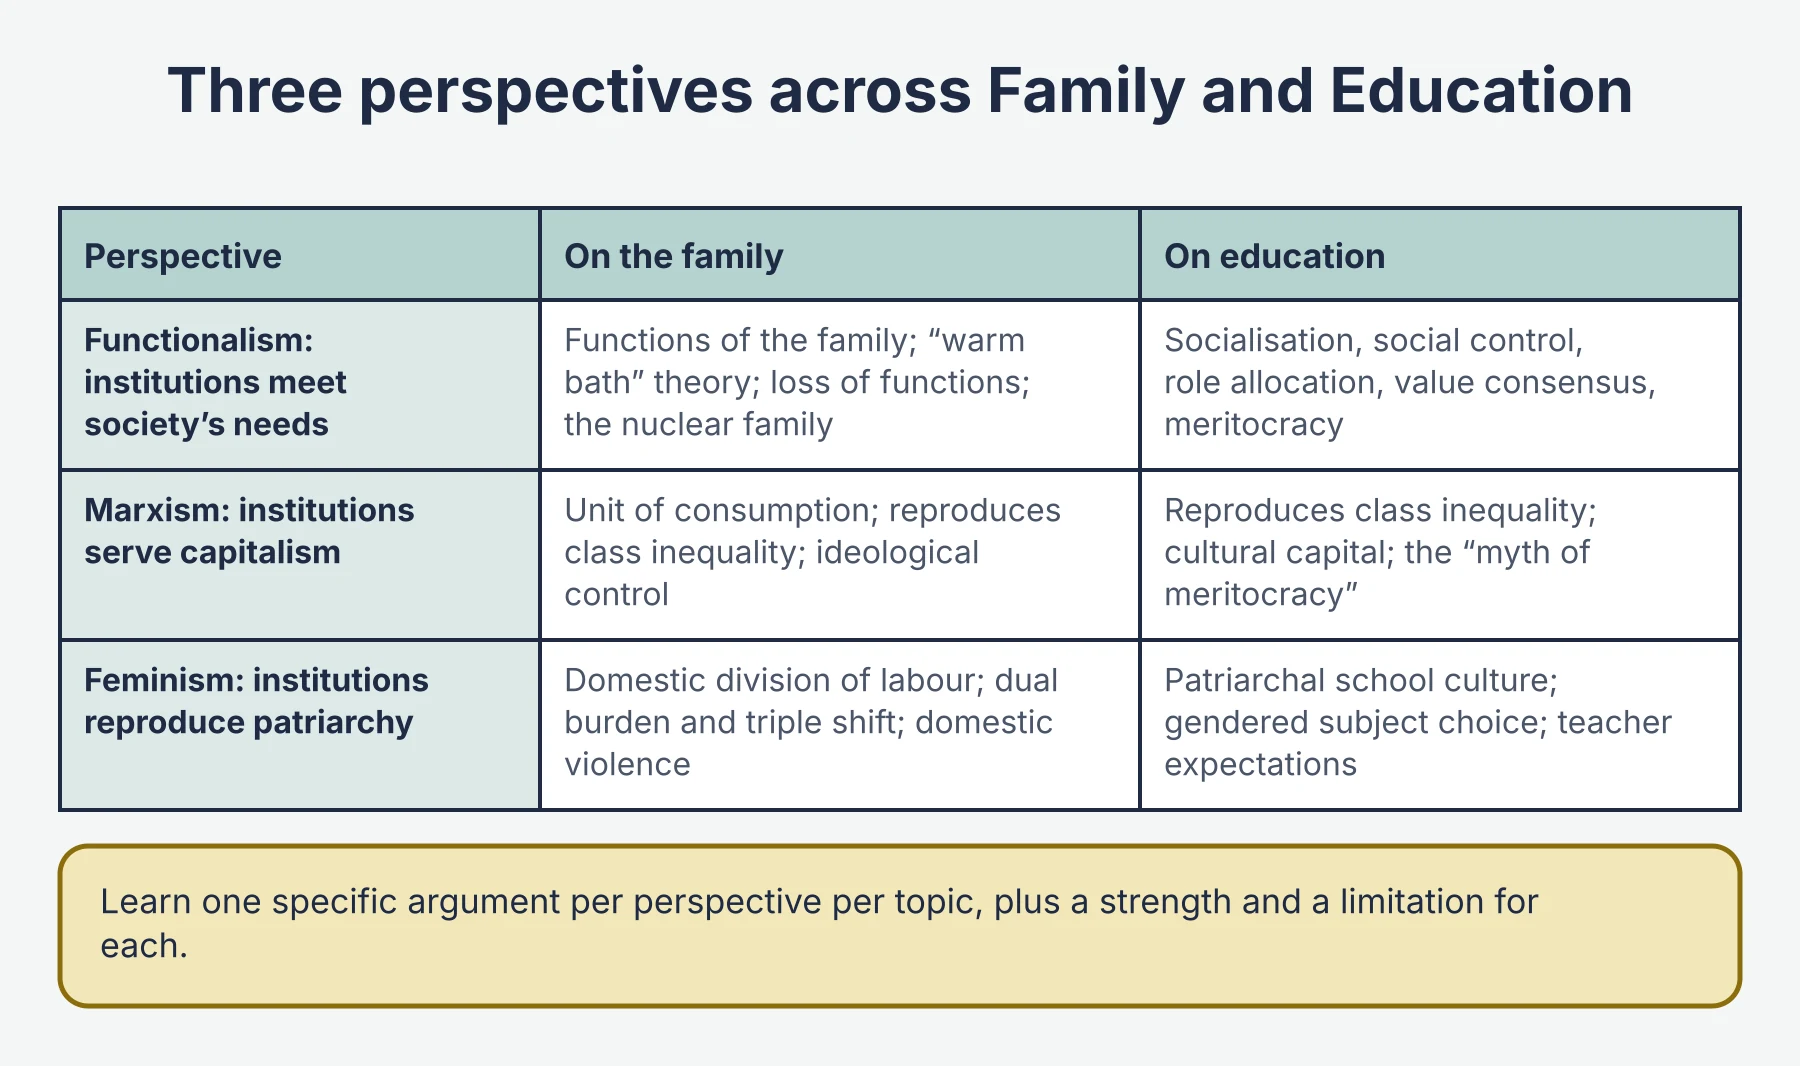 Three perspectives across Family and Education
Perspective
On the family
On education
Functionalism:
institutions meet
society’s needs
Functions of the family; “warm
bath” theory; loss of functions;
the nuclear family
Socialisation, social control,
role allocation, value consensus,
meritocracy
Marxism: institutions
serve capitalism
Unit of consumption; reproduces
class inequality; ideological
control
Reproduces class inequality;
cultural capital; the “myth of
meritocracy”
Feminism: institutions
reproduce patriarchy
Domestic division of labour; dual
burden and triple shift; domestic
violence
Patriarchal school culture;
gendered subject choice; teacher
expectations
Learn one specific argument per perspective per topic, plus a strength and a limitation for
each.